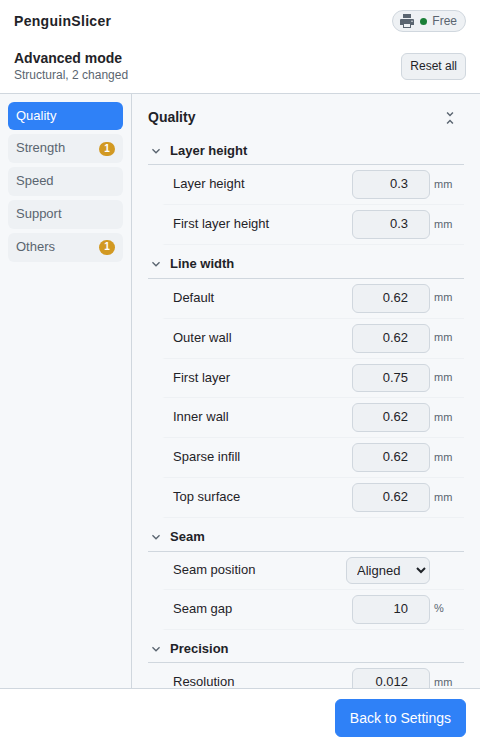 PenguinSlicer
Free
Advanced mode
Structural, 2 changed
Reset all
Quality
Strength 1
Speed
Support
Others 1
Quality
Layer height
Layer height 0.3 mm
First layer height 0.3 mm
Line width
Default 0.62 mm
Outer wall 0.62 mm
First layer 0.75 mm
Inner wall 0.62 mm
Sparse infill 0.62 mm
Top surface 0.62 mm
Seam
Seam position Aligned
Seam gap 10 %
Precision
Resolution 0.012 mm
Back to Settings